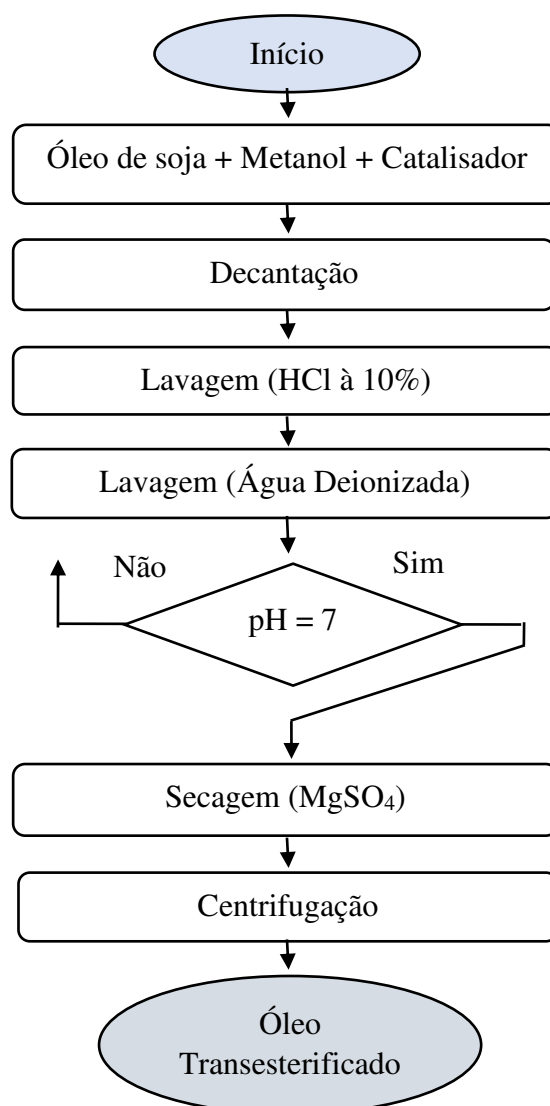 Início
Óleo de soja + Metanol + Catalisador
Decantação
Lavagem (HCl à 10%)
Lavagem (Água Deionizada)
Não
Sim
pH = 7
Secagem (MgSO₄)
Centrifugação
Óleo
Transesterificado